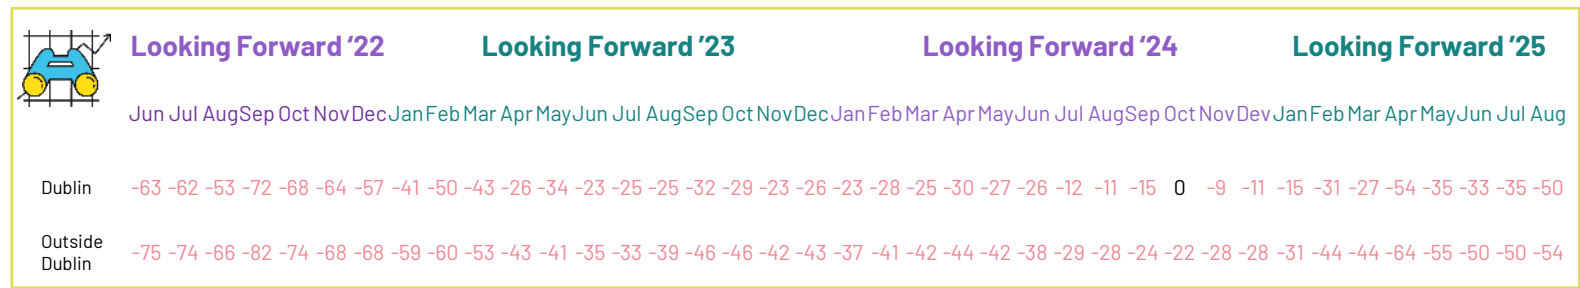 Looking Forward ‘22 Looking Forward ’23 Looking Forward ‘24 Looking Forward ’25
Jun Jul Aug Sep Oct Nov Dec Jan Feb Mar Apr May Jun Jul Aug Sep Oct Nov Dec Jan Feb Mar Apr May Jun Jul Aug Sep Oct Nov Dev Jan Feb Mar Apr May Jun Jul Aug
Dublin -63 -62 -53 -72 -68 -64 -57 -41 -50 -43 -26 -34 -23 -25 -25 -32 -29 -23 -26 -23 -28 -25 -30 -27 -26 -12 -11 -15 0 -9 -11 -15 -31 -27 -54 -35 -33 -35 -50
Outside
Dublin -75 -74 -66 -82 -74 -68 -68 -59 -60 -53 -43 -41 -35 -33 -39 -46 -46 -42 -43 -37 -41 -42 -44 -42 -38 -29 -28 -24 -22 -28 -28 -31 -44 -44 -64 -55 -50 -50 -54